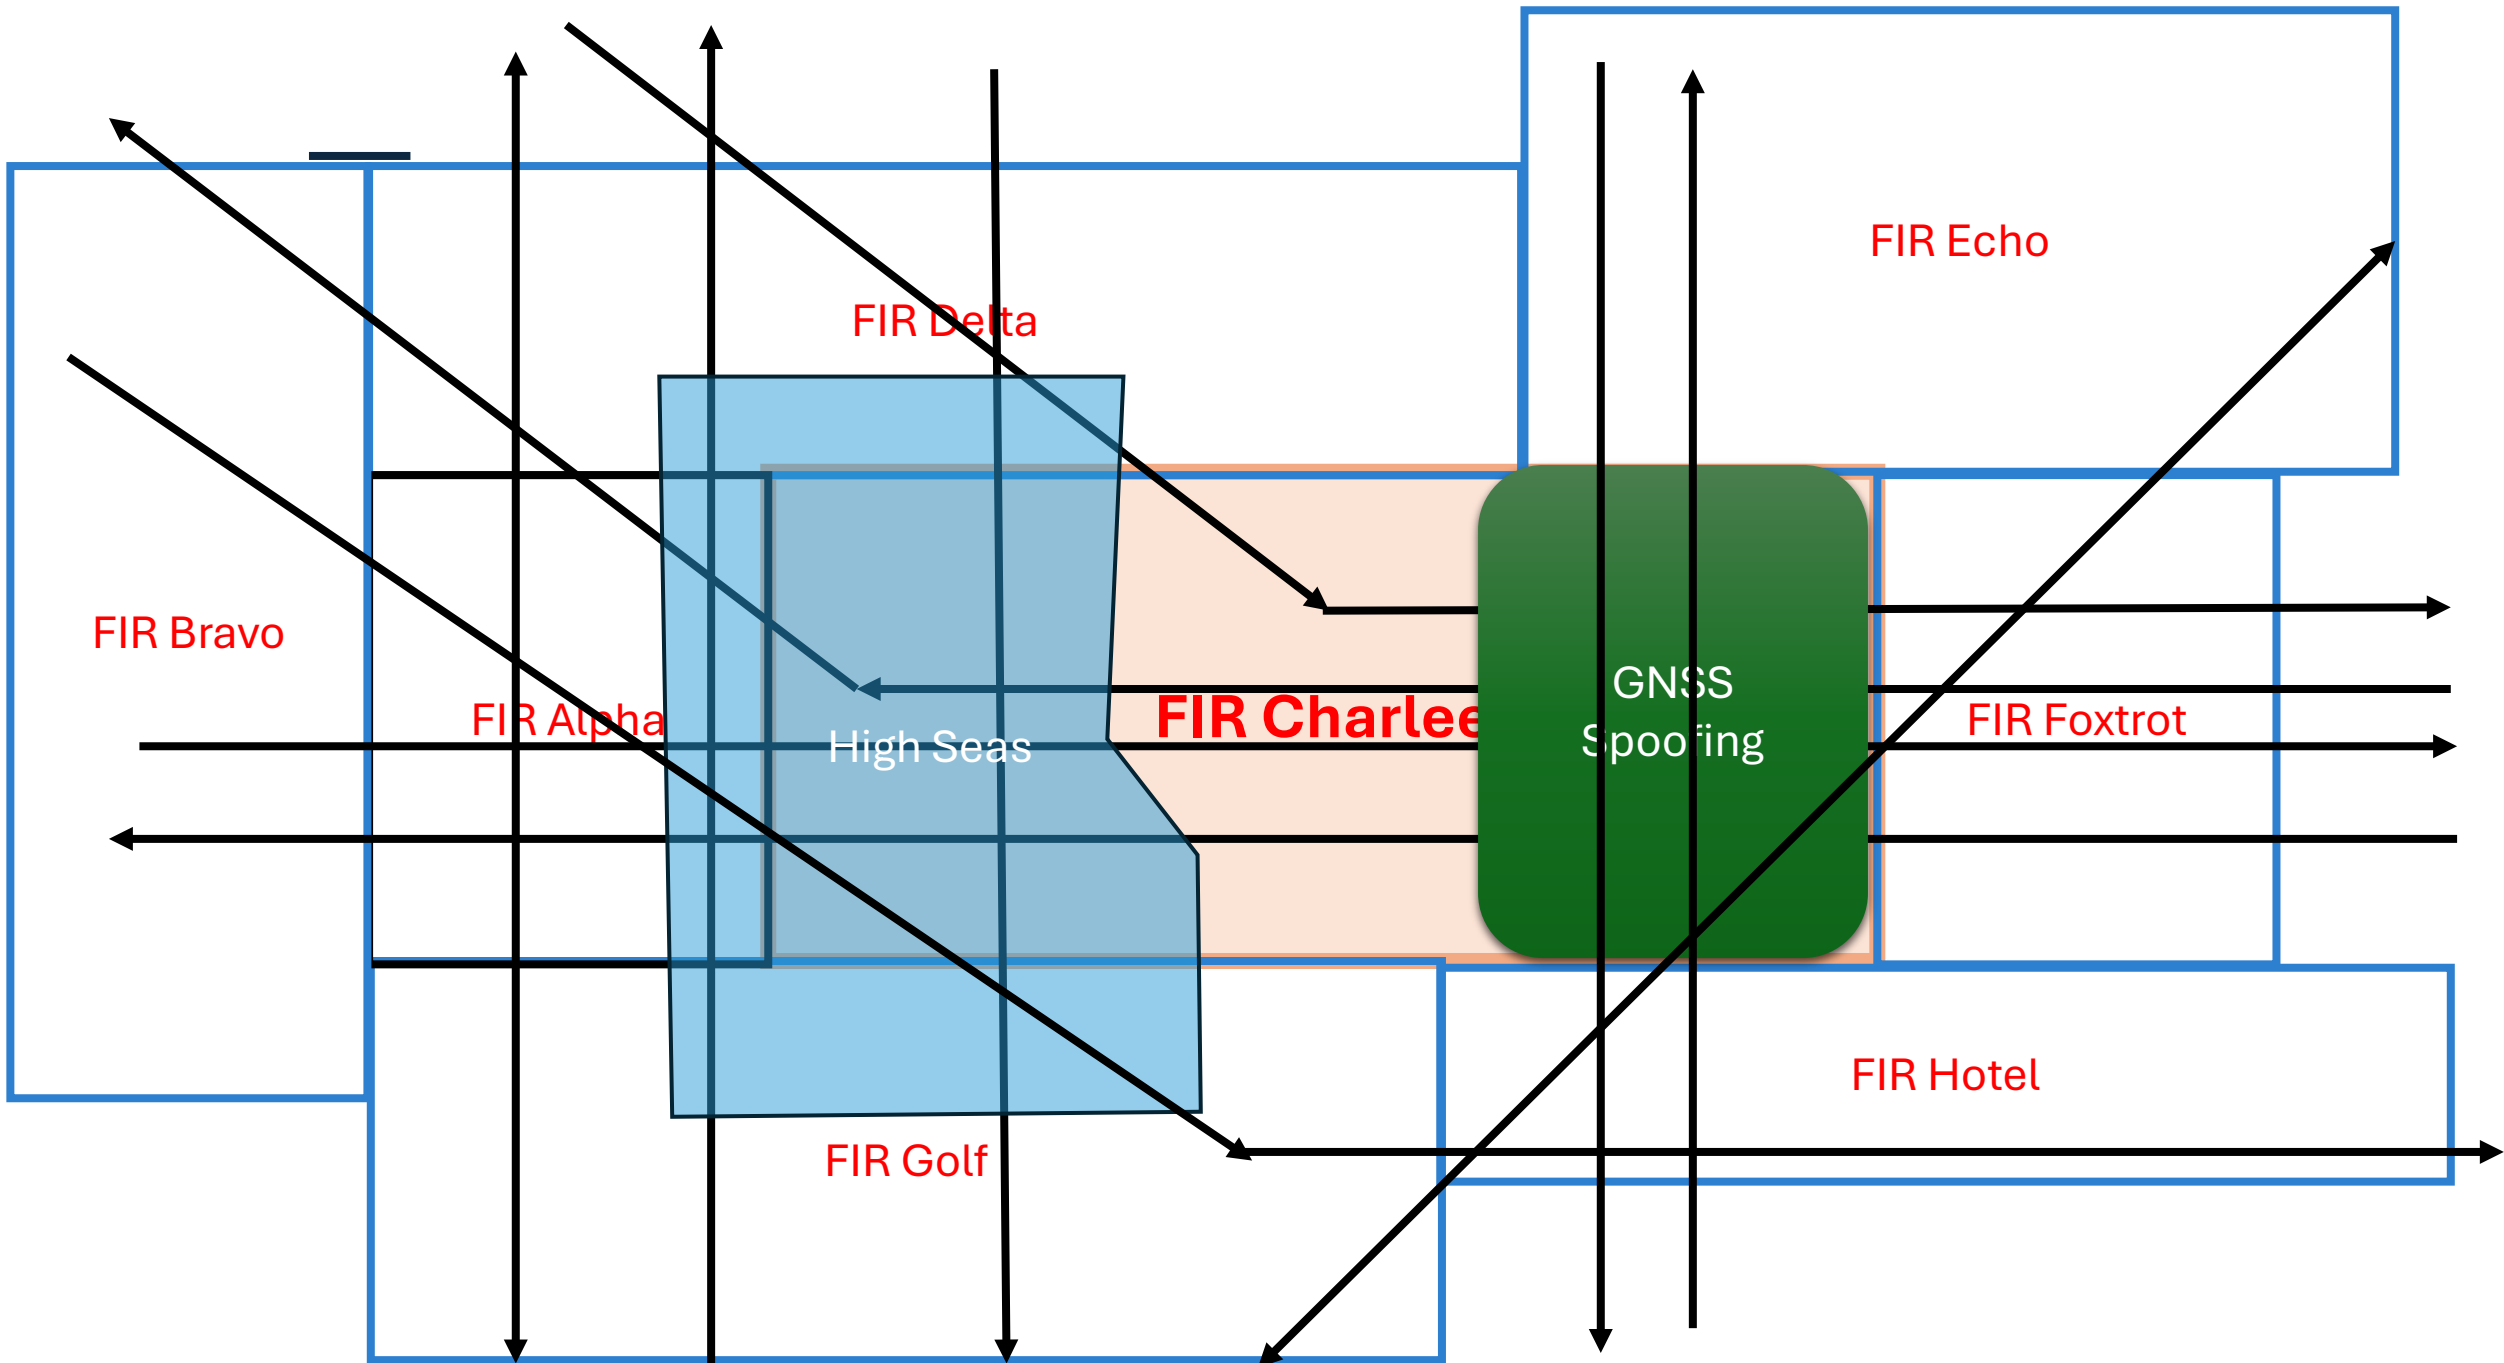 FIR Echo
FIR Delta
FIR Bravo
FIR Alpha
High Seas
FIR Charlee
GNSS
Spoofing
FIR Foxtrot
FIR Hotel
FIR Golf